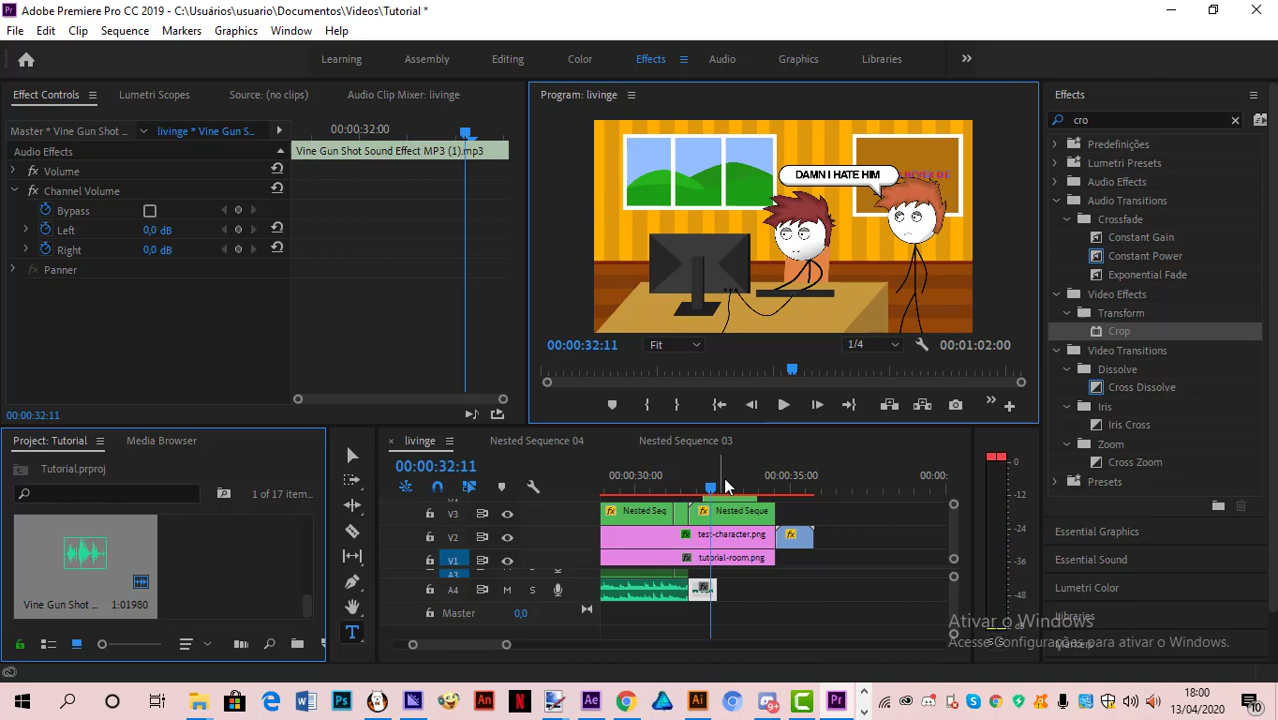 Adobe Premiere Pro CC 2019 - C:\Usuários\usuario\Documentos\Videos\Tutorial *
File Edit Clip Sequence Markers Graphics Window Help
Learning Assembly Editing Color Effects Audio Graphics Libraries
Effect Controls Lumetri Scopes Source: (no clips) Audio Clip Mixer: livinge
Program: livinge
Effects
Master * Vine Gun Shot ... livinge * Vine Gun S...
00:00:32:00
Audio Effects
Vine Gun Shot Sound Effect MP3 (1).mp3
Volume
Channel Volume
Bypass
Left 0,0 dB
Right 0,0 dB
Panner
00:00:32:11
DAMN I HATE HIM
NEVER DIE
00:00:32:11 Fit 1/4 00:01:02:00
cro
Predefinições
Lumetri Presets
Audio Effects
Audio Transitions
Crossfade
Constant Gain
Constant Power
Exponential Fade
Video Effects
Transform
Crop
Video Transitions
Dissolve
Cross Dissolve
Iris
Iris Cross
Zoom
Cross Zoom
Presets
Essential Graphics
Essential Sound
Lumetri Color
Libraries
Project: Tutorial Media Browser
Tutorial.prproj
1 of 17 item...
Vine Gun Shot ... 1:01980
livinge Nested Sequence 04 Nested Sequence 03
00:00:32:11
00:00:30:00 00:00:35:00 00:00:
V3 Nested Seq Nested Seque
V2 test-character.png
V1 tutorial-room.png
A3
A4 M S
Master 0,0
0
-12
-24
-36
-48
-60
S S
Ativar o Windows
Acesse Configurações para ativar o Windows.
18:00
13/04/2020